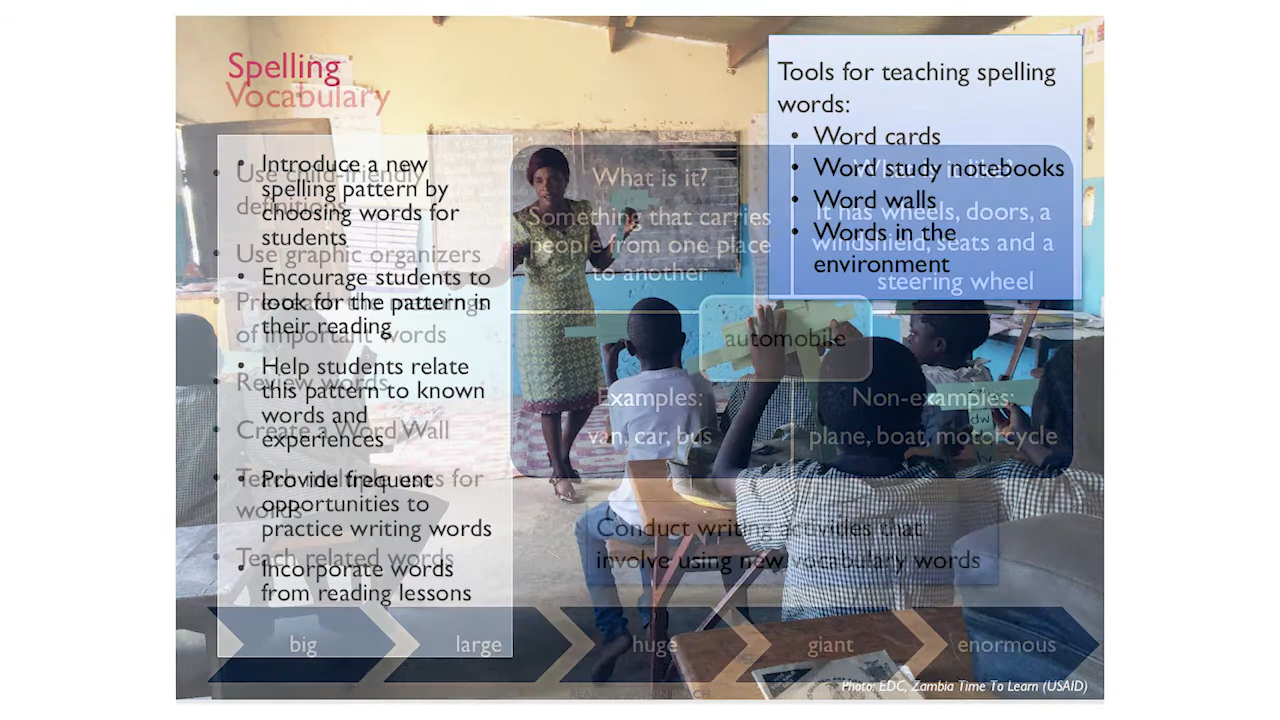 Spelling
Vocabulary
Introduce a new
spelling pattern by
choosing words for
students
Encourage students to
look for the pattern in
their reading
Help students relate
this pattern to known
words and
experiences
Provide frequent
opportunities to
practice writing words
Incorporate words
from reading lessons
Use child-friendly
definitions
Use graphic organizers
of important words
Review words
Create a Word Wall
words
Teach related words
Tools for teaching spelling
words:
Word cards
Word study notebooks
Word walls
Words in the
environment
What is it?
Something that carries
people from one place
to another
It has wheels, doors, a
windshield, seats and a
steering wheel
automobile
Examples:
van, car, bus
Non-examples:
plane, boat, motorcycle
Conduct writing activities that
involve using new vocabulary words
big large huge giant enormous
Photo: EDC, Zambia Time To Learn (USAID)